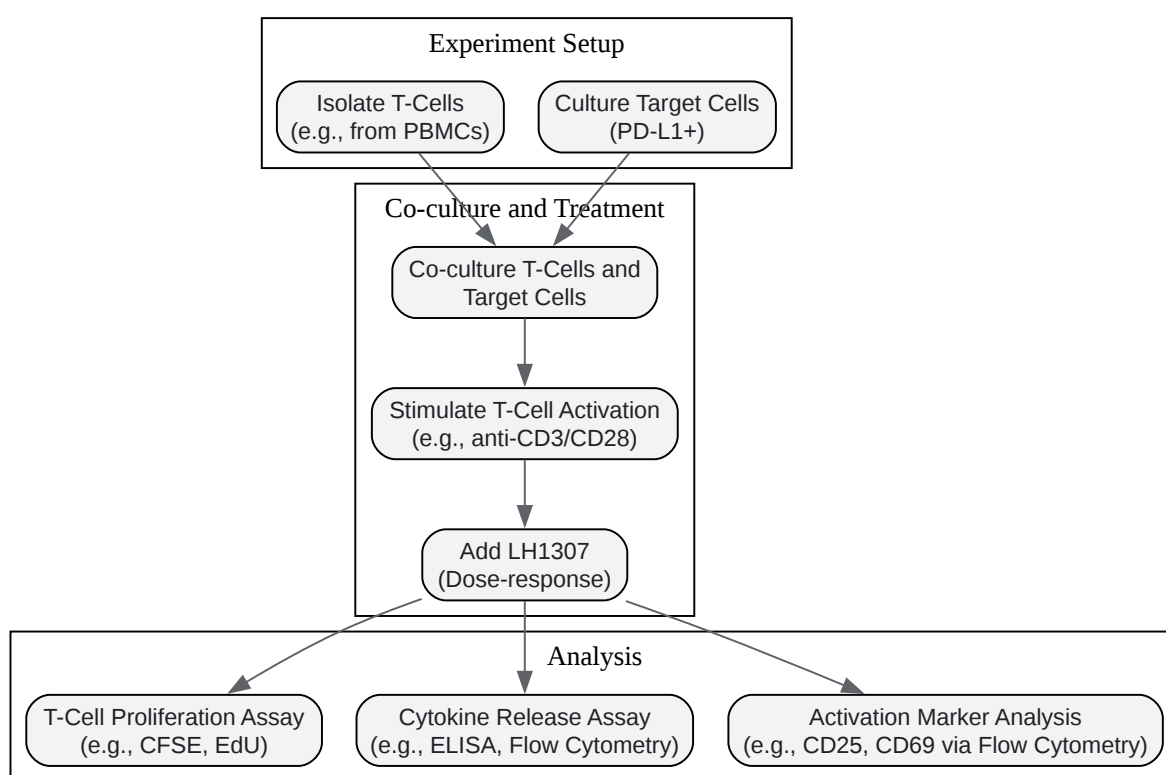 Experiment Setup
Isolate T-Cells
(e.g., from PBMCs)
Culture Target Cells
(PD-L1+)
Co-culture and Treatment
Co-culture T-Cells and
Target Cells
Stimulate T-Cell Activation
(e.g., anti-CD3/CD28)
Add LH1307
(Dose-response)
Analysis
T-Cell Proliferation Assay
(e.g., CFSE, EdU)
Cytokine Release Assay
(e.g., ELISA, Flow Cytometry)
Activation Marker Analysis
(e.g., CD25, CD69 via Flow Cytometry)